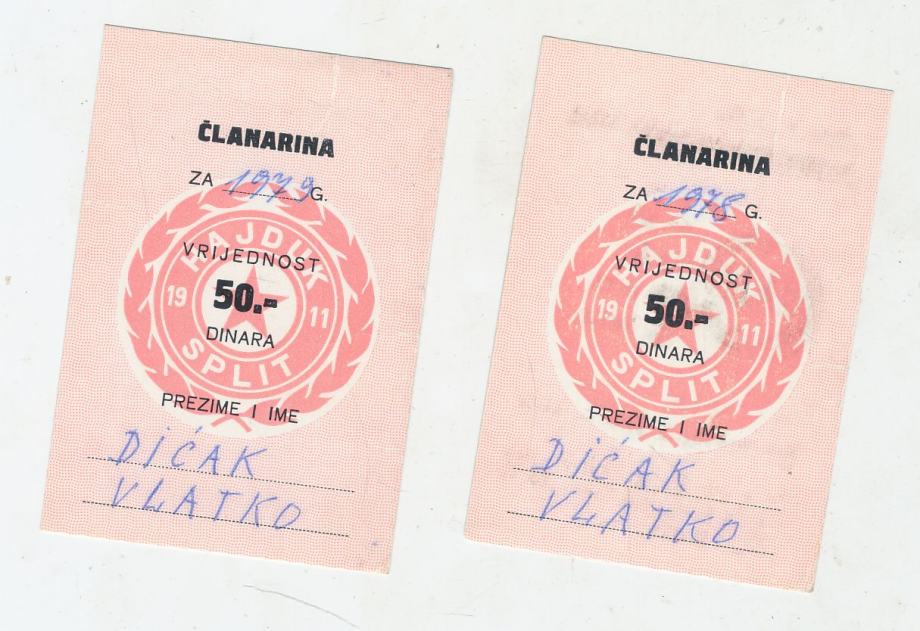 ČLANARINA
ZA 1979 G.
HAJDUK
VRIJEDNOST
19 50.- 11
DINARA
SPLIT
PREZIME I IME
DIĆAK
VLATKO
ČLANARINA
ZA 1978 G.
HAJDUK
VRIJEDNOST
19 50.- 11
DINARA
SPLIT
PREZIME I IME
DIĆAK
VLATKO